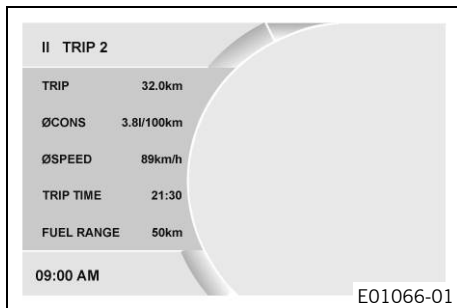 II TRIP 2
TRIP 32.0km
ØCONS 3.8l/100km
ØSPEED 89km/h
TRIP TIME 21:30
FUEL RANGE 50km
09:00 AM
E01066-01